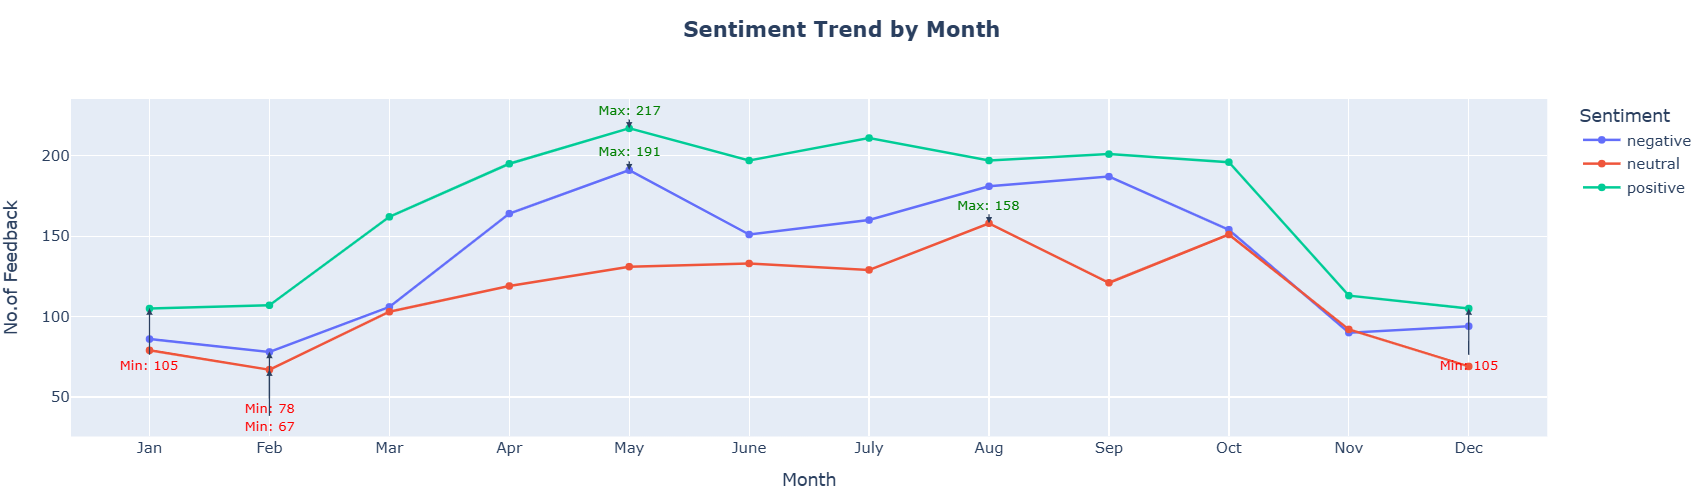 Sentiment Trend by Month
Sentiment
negative
neutral
positive
No.of Feedback
200
150
100
50
Max: 217
Max: 191
Max: 158
Min: 105
Min: 105
Min: 78
Min: 67
Jan Feb Mar Apr May June July Aug Sep Oct Nov Dec
Month